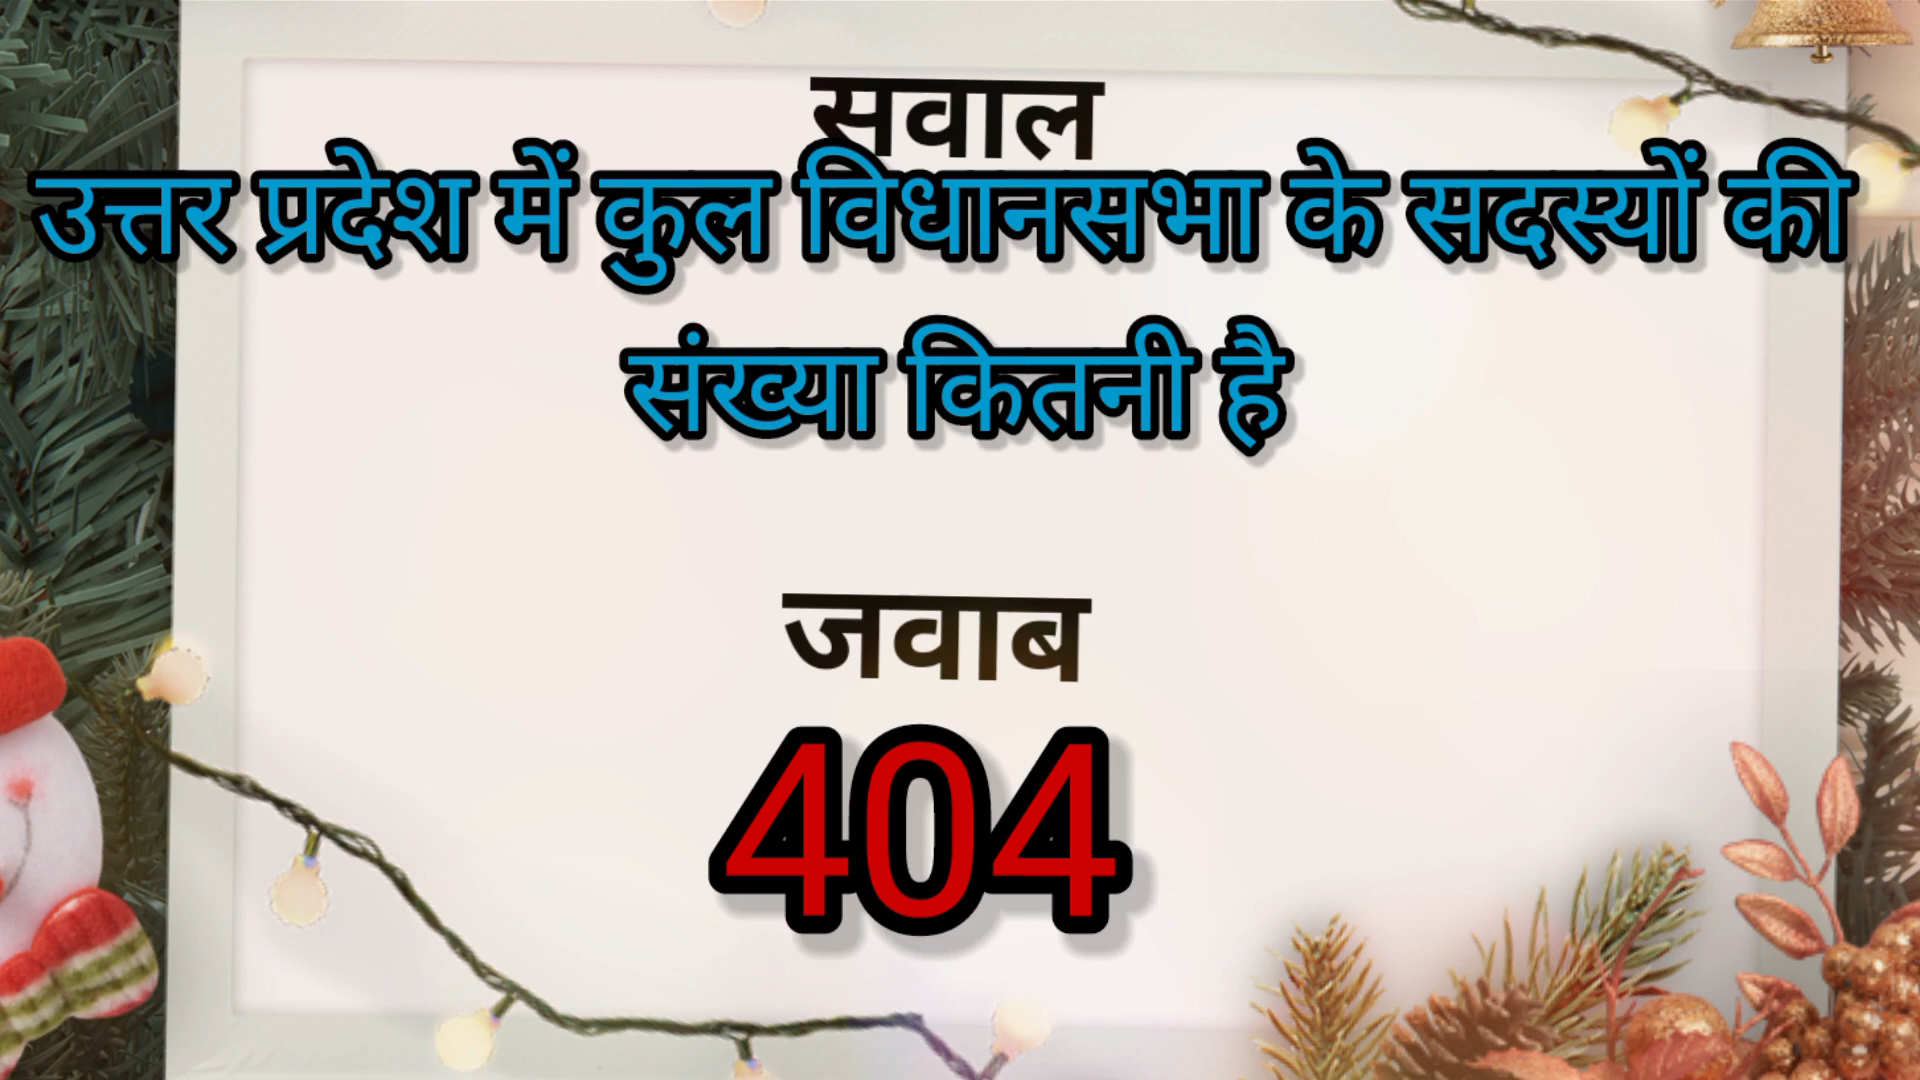 सवाल
उत्तर प्रदेश में कुल विधानसभा के सदस्यों की
संख्या कितनी है
जवाब
404